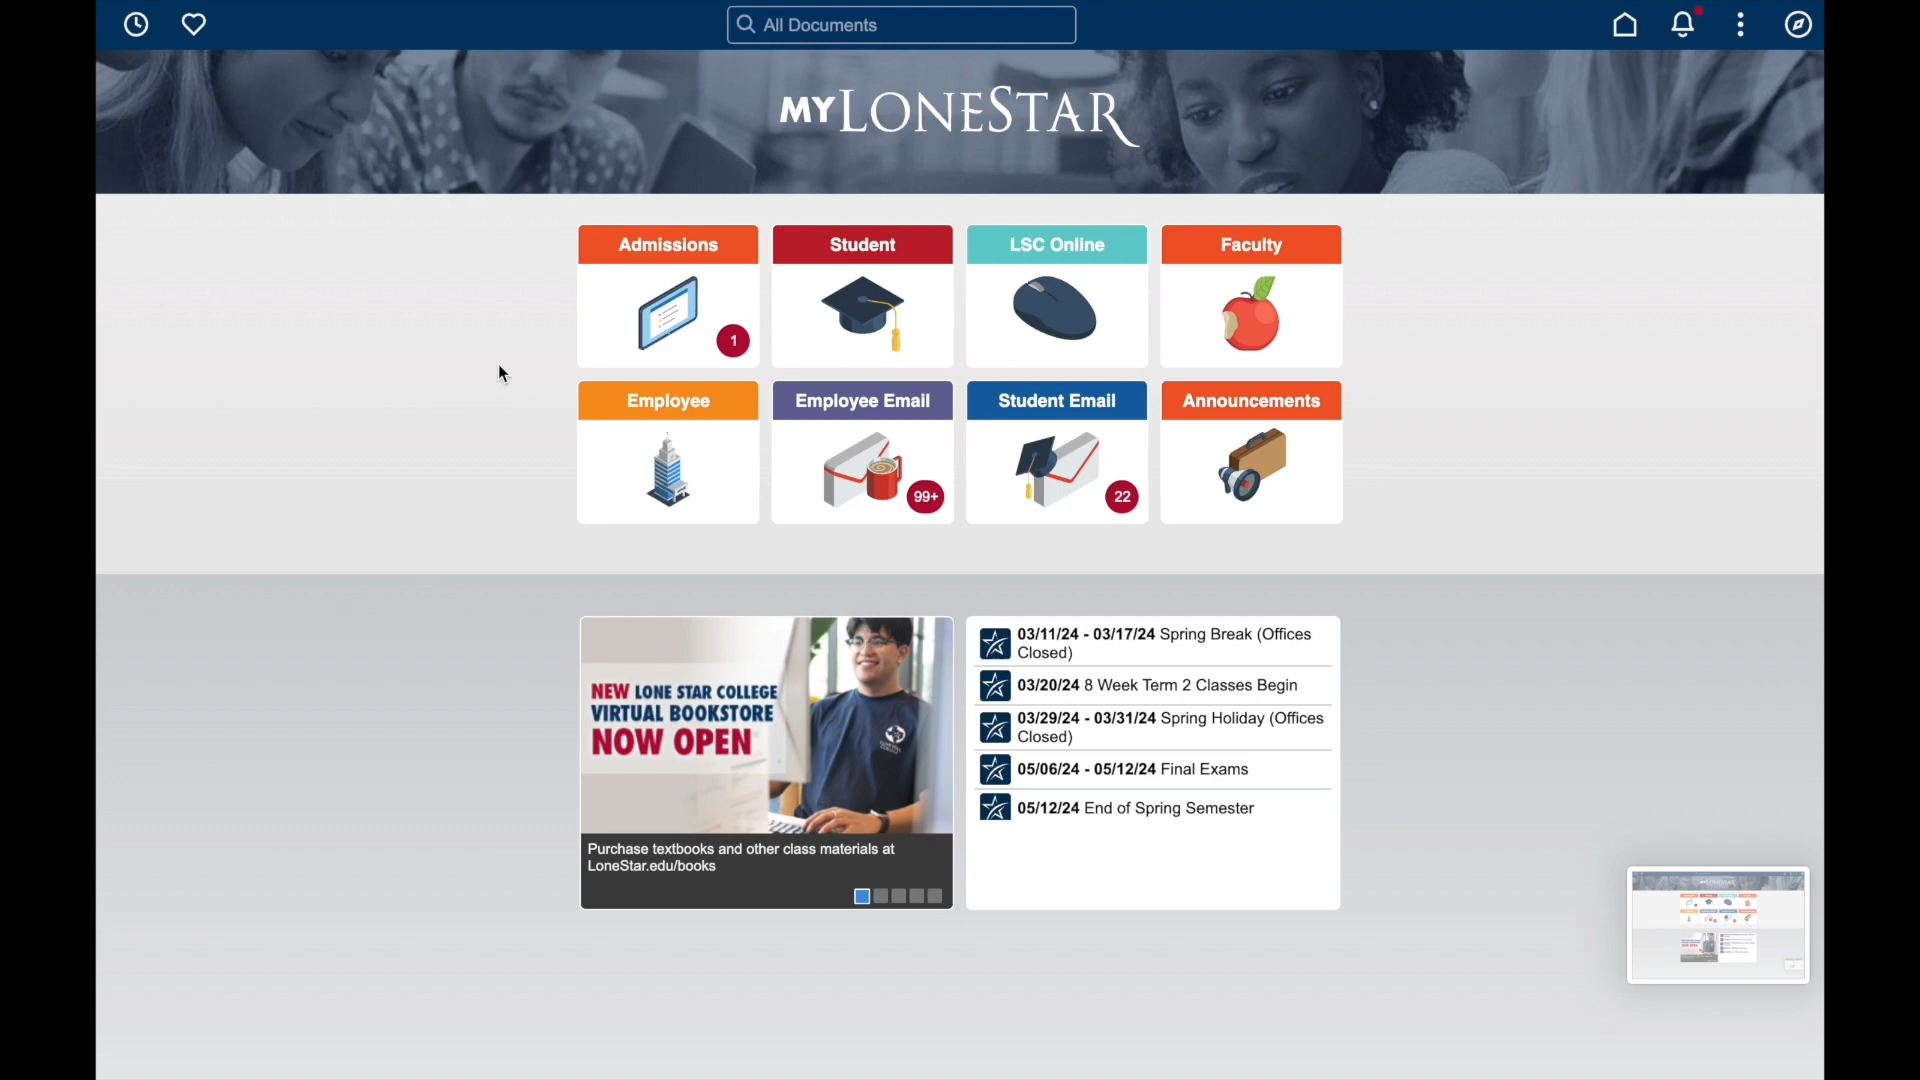 All Documents
MYLONESTAR
Admissions
Student
LSC Online
Faculty
1
Employee
Employee Email
Student Email
Announcements
99+
22
NEW LONE STAR COLLEGE
VIRTUAL BOOKSTORE
NOW OPEN
Purchase textbooks and other class materials at
LoneStar.edu/books
03/11/24 - 03/17/24 Spring Break (Offices
Closed)
03/20/24 8 Week Term 2 Classes Begin
03/29/24 - 03/31/24 Spring Holiday (Offices
Closed)
05/06/24 - 05/12/24 Final Exams
05/12/24 End of Spring Semester